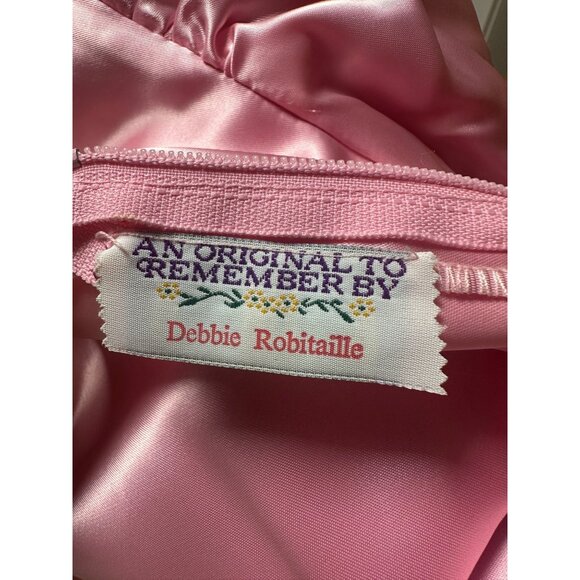 AN ORIGINAL TO
REMEMBER BY
Debbie Robitaille